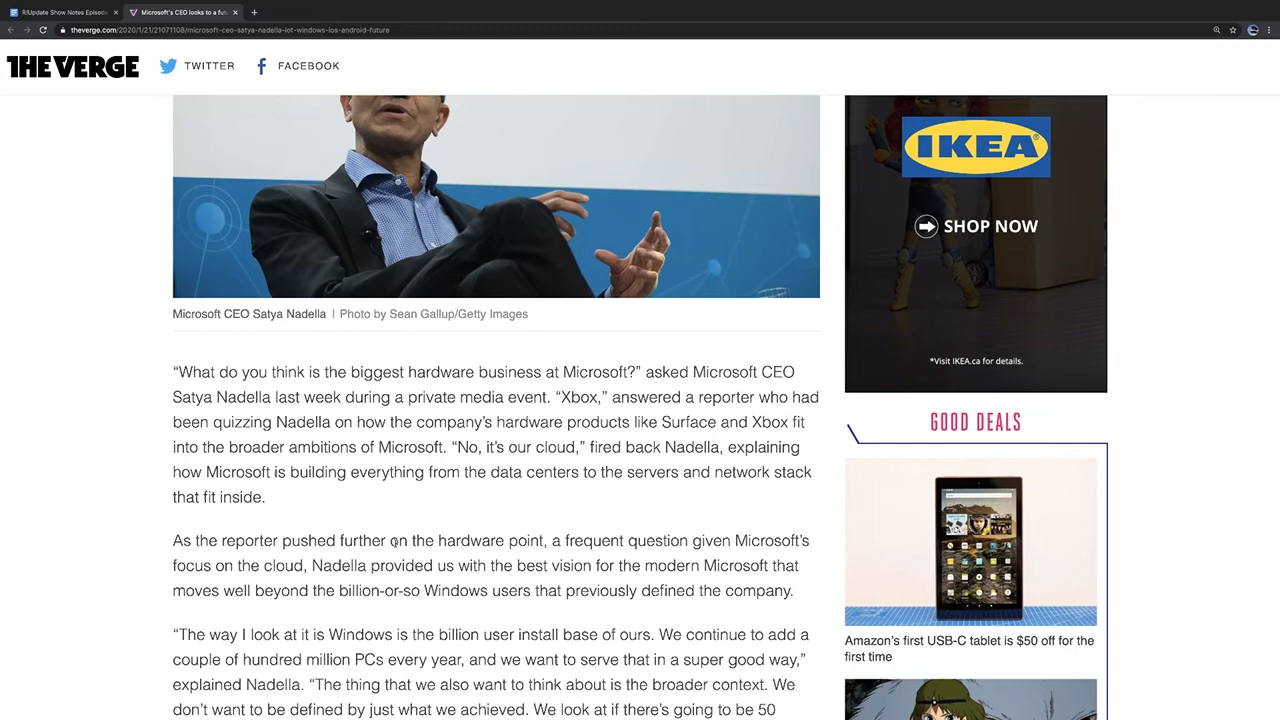 R!Update Show Notes Episode
Microsoft's CEO looks to a futu
theverge.com/2020/1/21/21071108/microsoft-ceo-satya-nadella-iot-windows-ios-android-future
THE VERGE
TWITTER
FACEBOOK
Microsoft CEO Satya Nadella | Photo by Sean Gallup/Getty Images
“What do you think is the biggest hardware business at Microsoft?” asked Microsoft CEO
Satya Nadella last week during a private media event. “Xbox,” answered a reporter who had
been quizzing Nadella on how the company’s hardware products like Surface and Xbox fit
into the broader ambitions of Microsoft. “No, it’s our cloud,” fired back Nadella, explaining
how Microsoft is building everything from the data centers to the servers and network stack
that fit inside.
As the reporter pushed further on the hardware point, a frequent question given Microsoft’s
focus on the cloud, Nadella provided us with the best vision for the modern Microsoft that
moves well beyond the billion-or-so Windows users that previously defined the company.
“The way I look at it is Windows is the billion user install base of ours. We continue to add a
couple of hundred million PCs every year, and we want to serve that in a super good way,”
explained Nadella. “The thing that we also want to think about is the broader context. We
don’t want to be defined by just what we achieved. We look at if there’s going to be 50
IKEA
SHOP NOW
*Visit IKEA.ca for details.
GOOD DEALS
Amazon’s first USB-C tablet is $50 off for the
first time